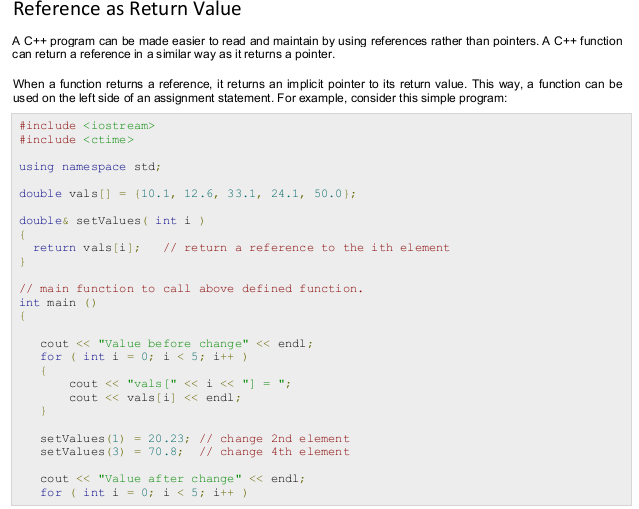 Reference as Return Value
A C++ program can be made easier to read and maintain by using references rather than pointers. A C++ function
can return a reference in a similar way as it returns a pointer.
When a function returns a reference, it returns an implicit pointer to its return value. This way, a function can be
used on the left side of an assignment statement. For example, consider this simple program:
#include <iostream>
#include <ctime>
using namespace std;
double vals[] = {10.1, 12.6, 33.1, 24.1, 50.0};
double& setValues( int i )
{
  return vals[i];   // return a reference to the ith element
}
// main function to call above defined function.
int main ()
{
   cout << "Value before change" << endl;
   for ( int i = 0; i < 5; i++ )
   {
       cout << "vals[" << i << "] = ";
       cout << vals[i] << endl;
   }
   setValues(1) = 20.23; // change 2nd element
   setValues(3) = 70.8;  // change 4th element
   cout << "Value after change" << endl;
   for ( int i = 0; i < 5; i++ )